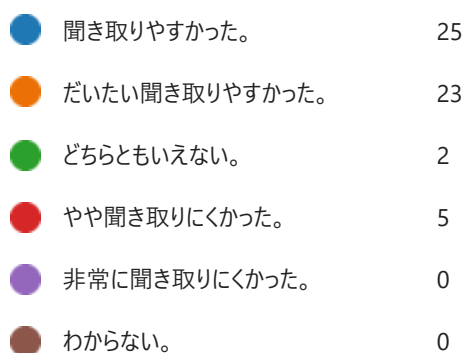 聞き取りやすかった。 25
だいたい聞き取りやすかった。 23
どちらともいえない。 2
やや聞き取りにくかった。 5
非常に聞き取りにくかった。 0
わからない。 0